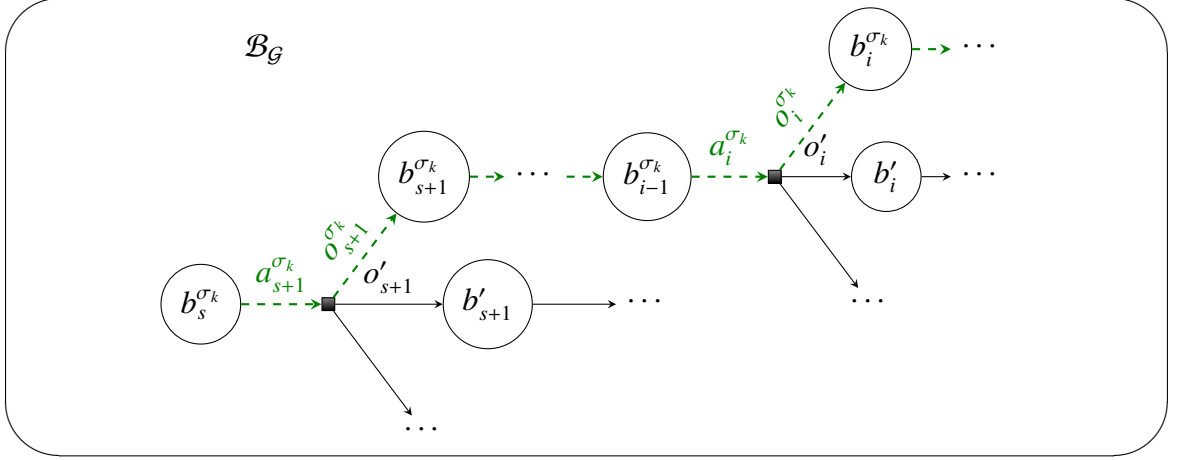 𝓑_𝓖
b_i^{σ_k} ⋯
o_i^{σ_k}
a_i^{σ_k} o'_i
b_{s+1}^{σ_k} ⋯ b_{i-1}^{σ_k} b'_i ⋯
o_{s+1}^{σ_k}
a_{s+1}^{σ_k} o'_{s+1}
b_s^{σ_k} b'_{s+1} ⋯ ⋯
⋯